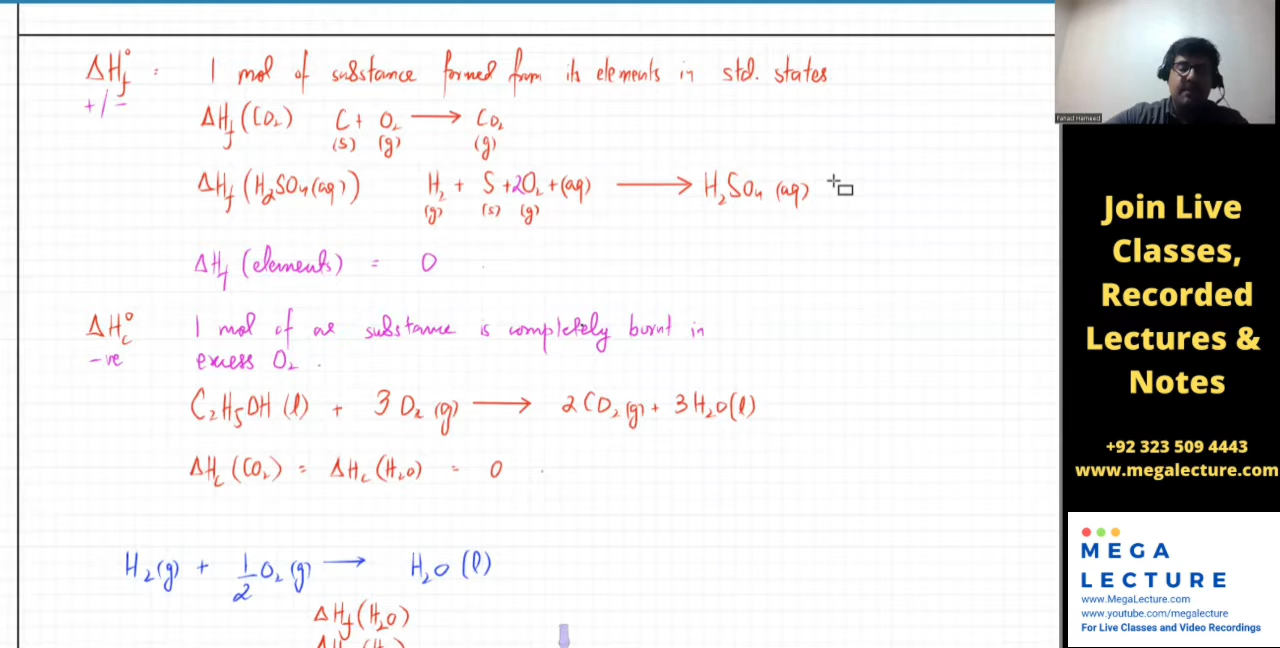 ΔH°f : 1 mol of substance formed from its elements in std. states
+/-
ΔHf (CO2) C + O2 ⟶ CO2
(s) (g) (g)
ΔHf (H2SO4 (aq)) H2 + S + 2O2 + (aq) ⟶ H2SO4 (aq)
(g) (s) (g)
ΔHf (elements) = 0
ΔH°c 1 mol of a substance is completely burnt in
-ve excess O2.
C2H5OH (l) + 3 O2 (g) ⟶ 2CO2 (g) + 3H2O (l)
ΔHc (CO2) = ΔHc (H2O) = 0
H2 (g) + 1/2 O2 (g) ⟶ H2O (l)
ΔHf (H2O)
Fahad Hameed
Join Live
Classes,
Recorded
Lectures &
Notes
+92 323 509 4443
www.megalecture.com
MEGA
LECTURE
www.MegaLecture.com
www.youtube.com/megalecture
For Live Classes and Video Recordings